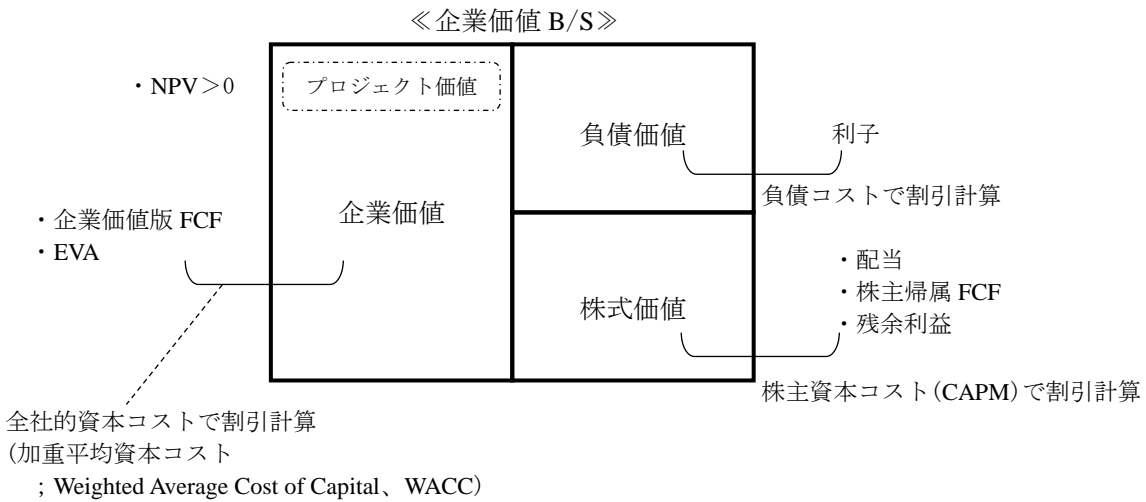 ≪企業価値 B/S≫
・NPV＞0
プロジェクト価値
負債価値
利子
負債コストで割引計算
・企業価値版 FCF
・EVA
企業価値
・配当
・株主帰属 FCF
・残余利益
株式価値
株主資本コスト(CAPM)で割引計算
全社的資本コストで割引計算
(加重平均資本コスト
；Weighted Average Cost of Capital、WACC)